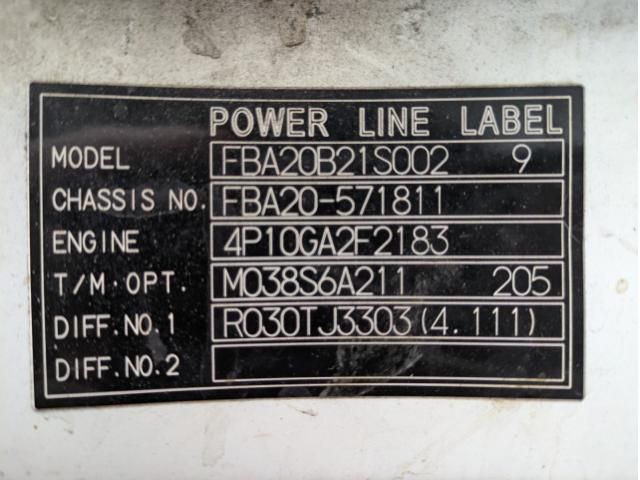 POWER LINE LABEL
MODEL FBA20B21S002 9
CHASSIS NO. FBA20-571811
ENGINE 4P10GA2F2183
T/M·OPT. M038S6A211 205
DIFF.NO.1 R030TJ3303(4.111)
DIFF.NO.2